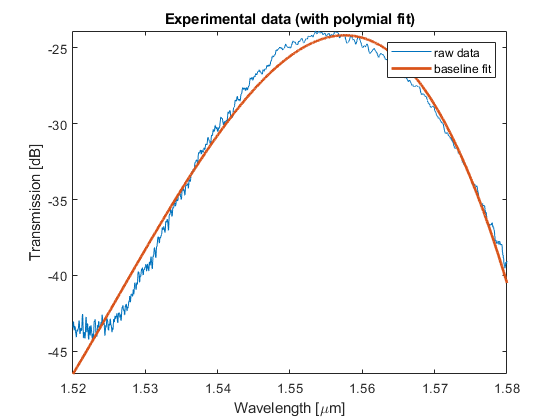 Experimental data (with polymial fit)
raw data
baseline fit
Transmission [dB]
-25
-30
-35
-40
-45
1.52 1.53 1.54 1.55 1.56 1.57 1.58
Wavelength [μm]